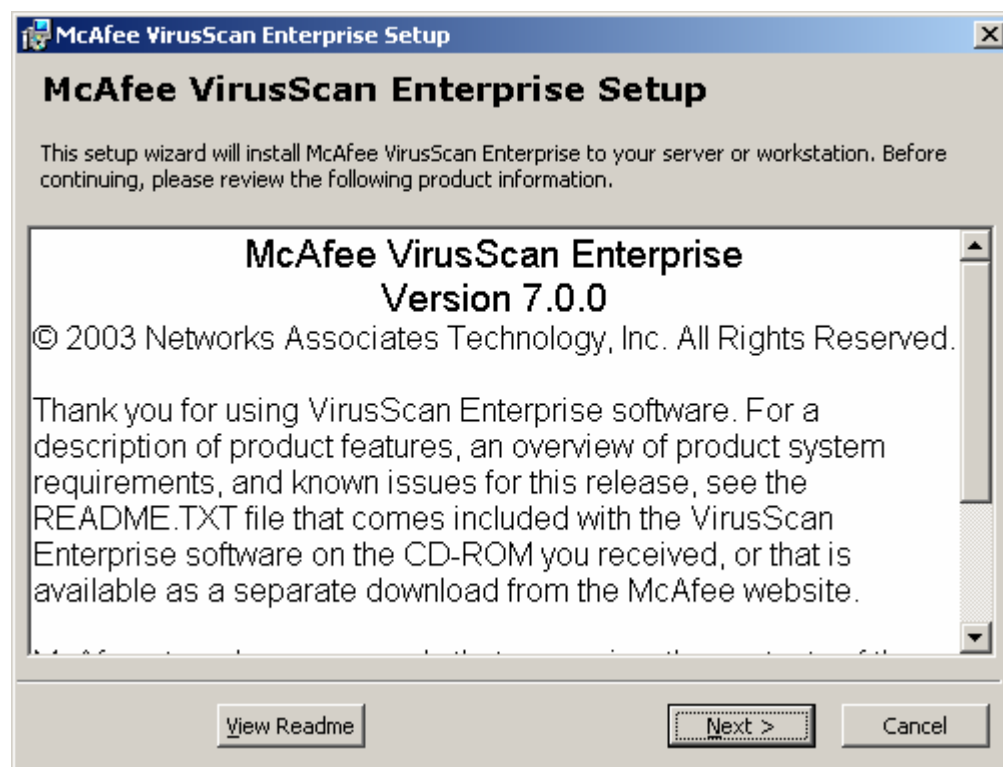 McAfee VirusScan Enterprise Setup
McAfee VirusScan Enterprise Setup
This setup wizard will install McAfee VirusScan Enterprise to your server or workstation. Before
continuing, please review the following product information.
McAfee VirusScan Enterprise
Version 7.0.0
© 2003 Networks Associates Technology, Inc. All Rights Reserved.
Thank you for using VirusScan Enterprise software. For a
description of product features, an overview of product system
requirements, and known issues for this release, see the
README.TXT file that comes included with the VirusScan
Enterprise software on the CD-ROM you received, or that is
available as a separate download from the McAfee website.
View Readme
Next >
Cancel